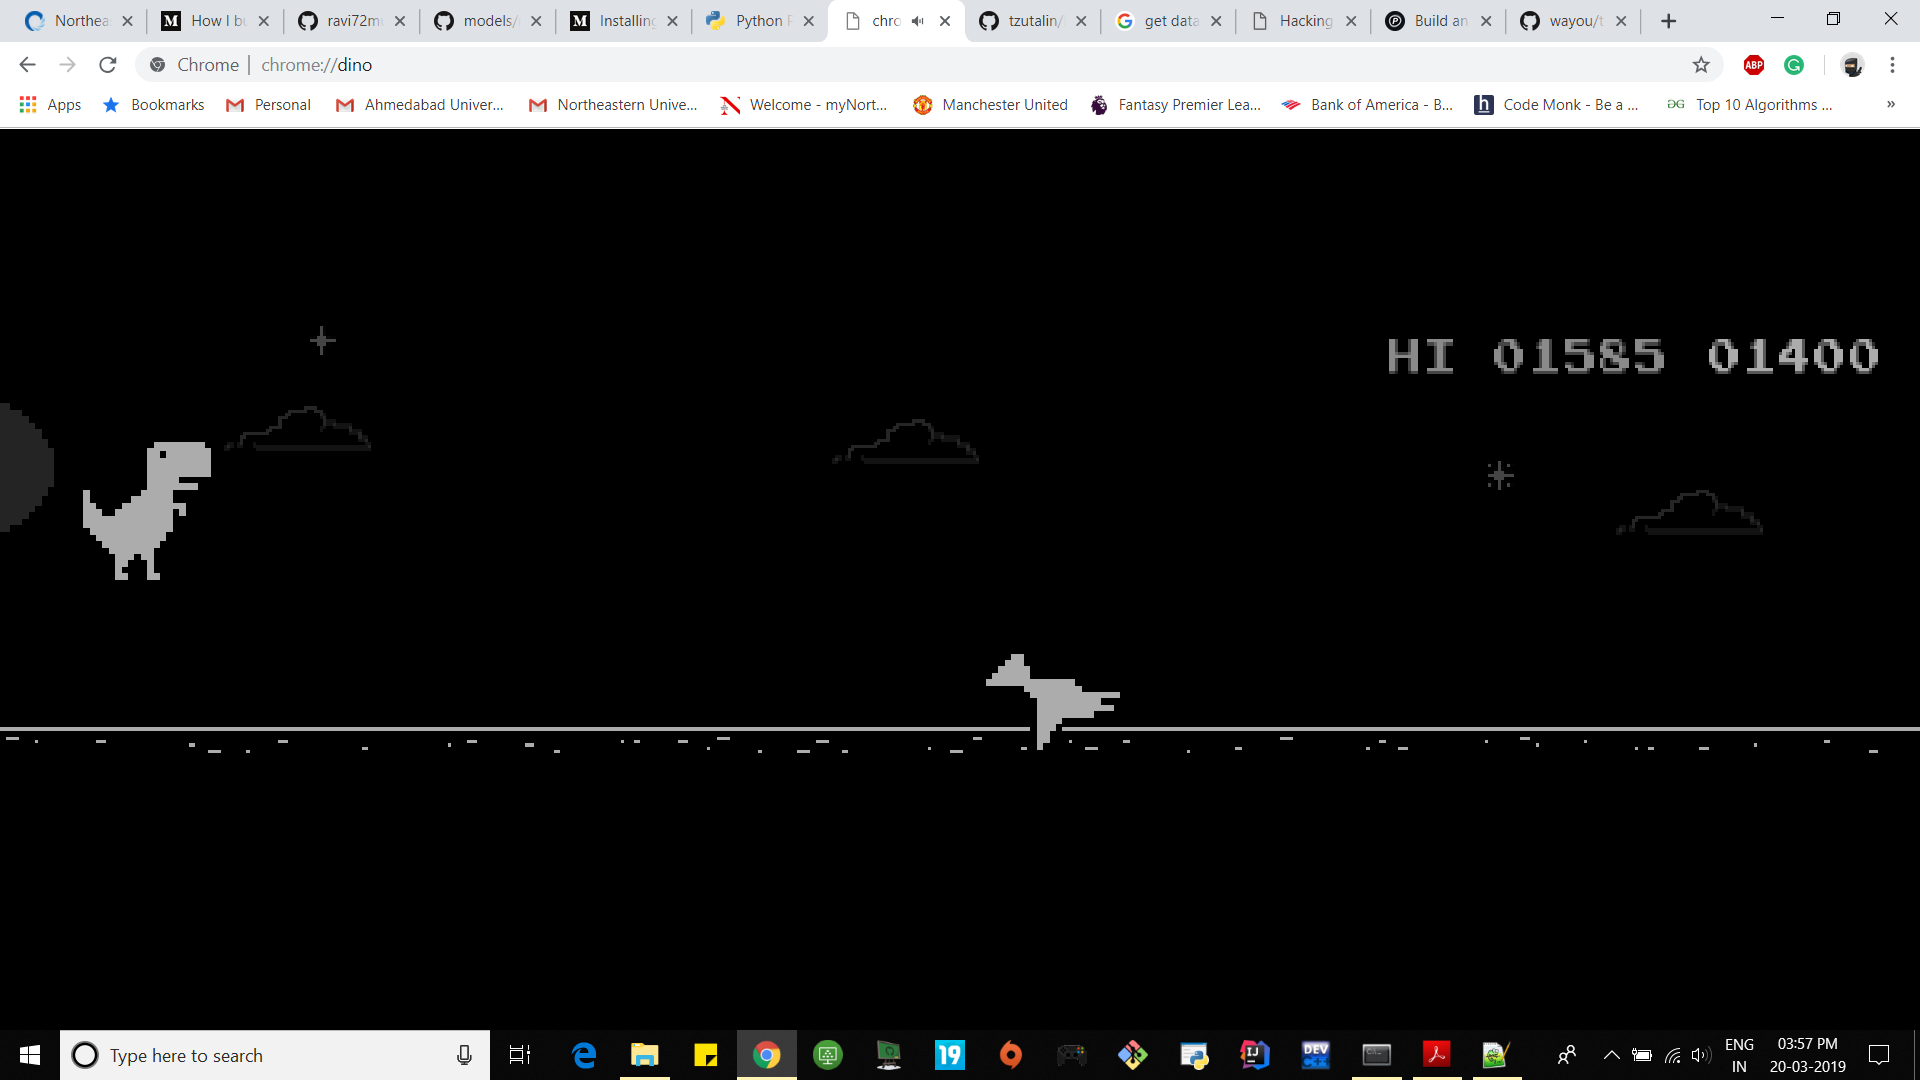 Northea
How I bu
ravi72m
models/
Installing
Python
chro
tzutalin/
get data
Hacking
Build an
wayou/t
Chrome | chrome://dino
Apps Bookmarks Personal Ahmedabad Univer... Northeastern Unive... Welcome - myNort... Manchester United Fantasy Premier Lea... Bank of America - B... Code Monk - Be a ... Top 10 Algorithms ... »
HI 01585 01400
Type here to search
19
DEV
ENG
IN
03:57 PM
20-03-2019